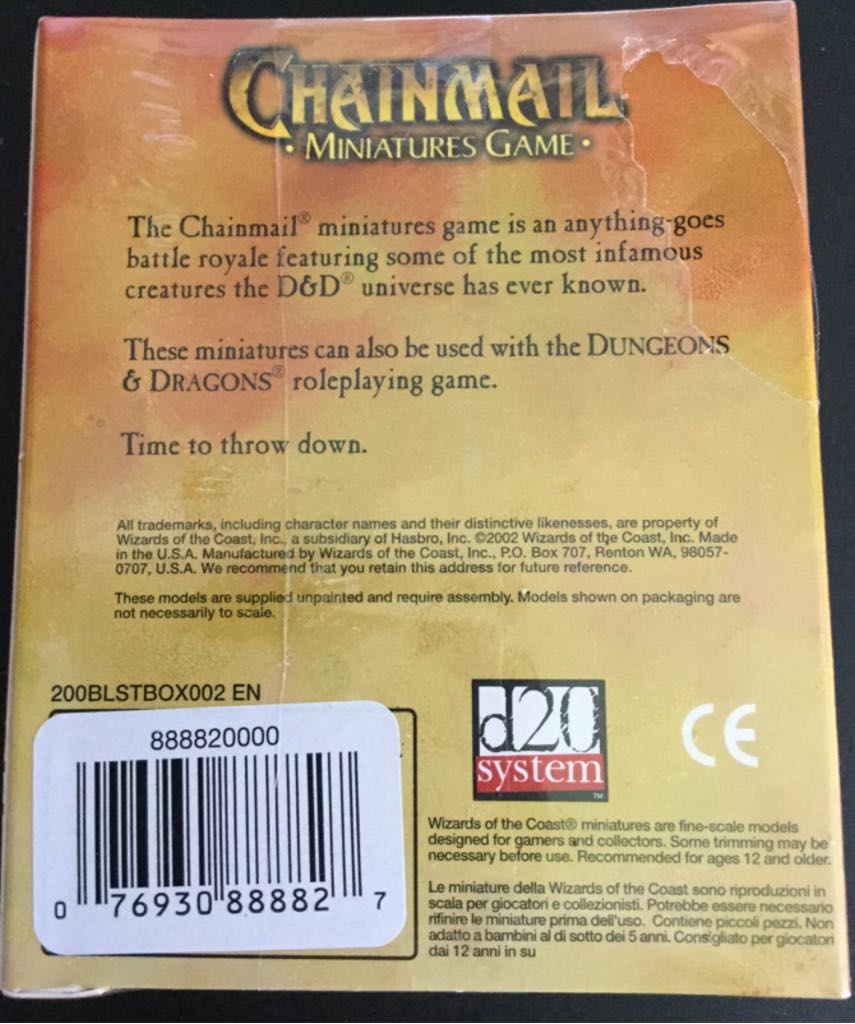 CHAINMAIL
• MINIATURES GAME •
The Chainmail® miniatures game is an anything-goes
battle royale featuring some of the most infamous
creatures the D&D® universe has ever known.
These miniatures can also be used with the DUNGEONS
& DRAGONS® roleplaying game.
Time to throw down.
All trademarks, including character names and their distinctive likenesses, are property of
Wizards of the Coast, Inc., a subsidiary of Hasbro, Inc. ©2002 Wizards of the Coast, Inc. Made
in the U.S.A. Manufactured by Wizards of the Coast, Inc., P.O. Box 707, Renton WA, 98057-
0707, U.S.A. We recommend that you retain this address for future reference.
These models are supplied unpainted and require assembly. Models shown on packaging are
not necessarily to scale.
200BLSTBOX002 EN
888820000
0 76930 88882 7
d20
system
TM
CE
Wizards of the Coast® miniatures are fine-scale models
designed for gamers and collectors. Some trimming may be
necessary before use. Recommended for ages 12 and older.
Le miniature della Wizards of the Coast sono riproduzioni in
scala per giocatori e collezionisti. Potrebbe essere necessario
rifinire le miniature prima dell'uso. Contiene piccoli pezzi. Non
adatto a bambini al di sotto dei 5 anni. Consigliato per giocatori
dai 12 anni in su